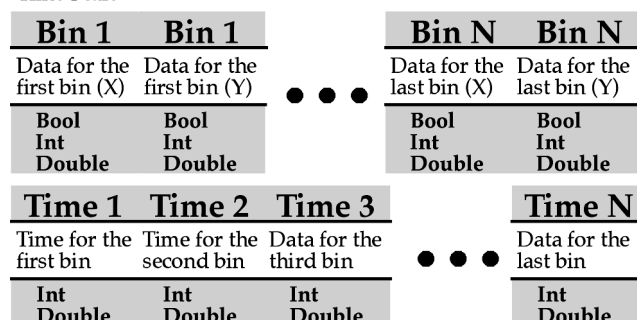 Bin 1 Bin 1 Bin N Bin N
Data for the Data for the Data for the Data for the
first bin (X) first bin (Y) last bin (X) last bin (Y)
Bool Bool Bool Bool
Int Int Int Int
Double Double Double Double
Time 1 Time 2 Time 3 Time N
Time for the Time for the Data for the Data for the
first bin second bin third bin last bin
Int Int Int Int
Double Double Double Double